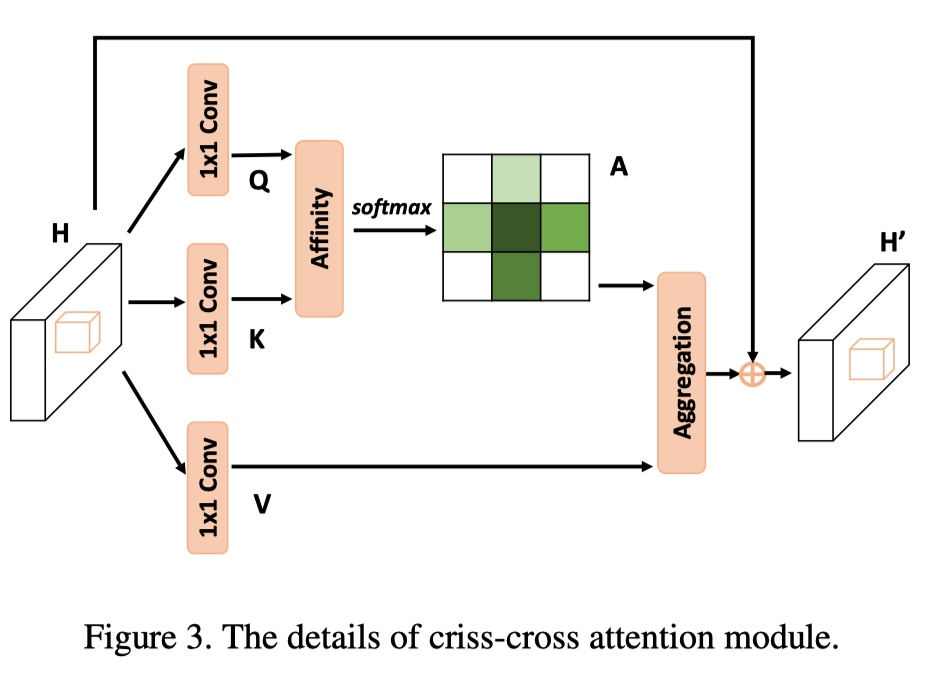 H
1x1 Conv
Q
1x1 Conv
K
1x1 Conv
V
Affinity
softmax
A
Aggregation
H’
Figure 3. The details of criss-cross attention module.